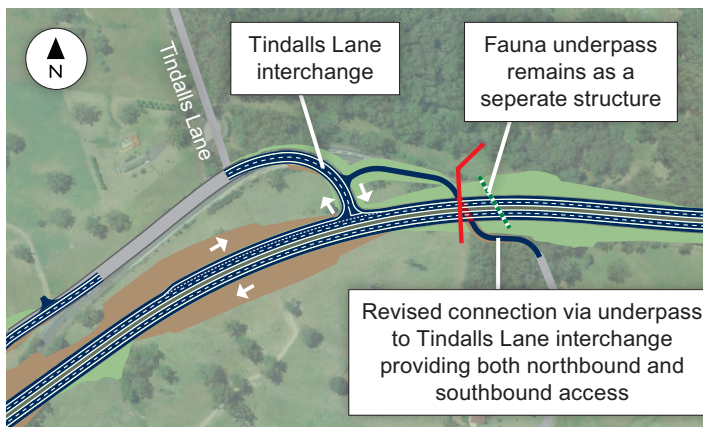 N
Tindalls Lane
Tindalls Lane
interchange
Fauna underpass
remains as a
seperate structure
Revised connection via underpass
to Tindalls Lane interchange
providing both northbound and
southbound access